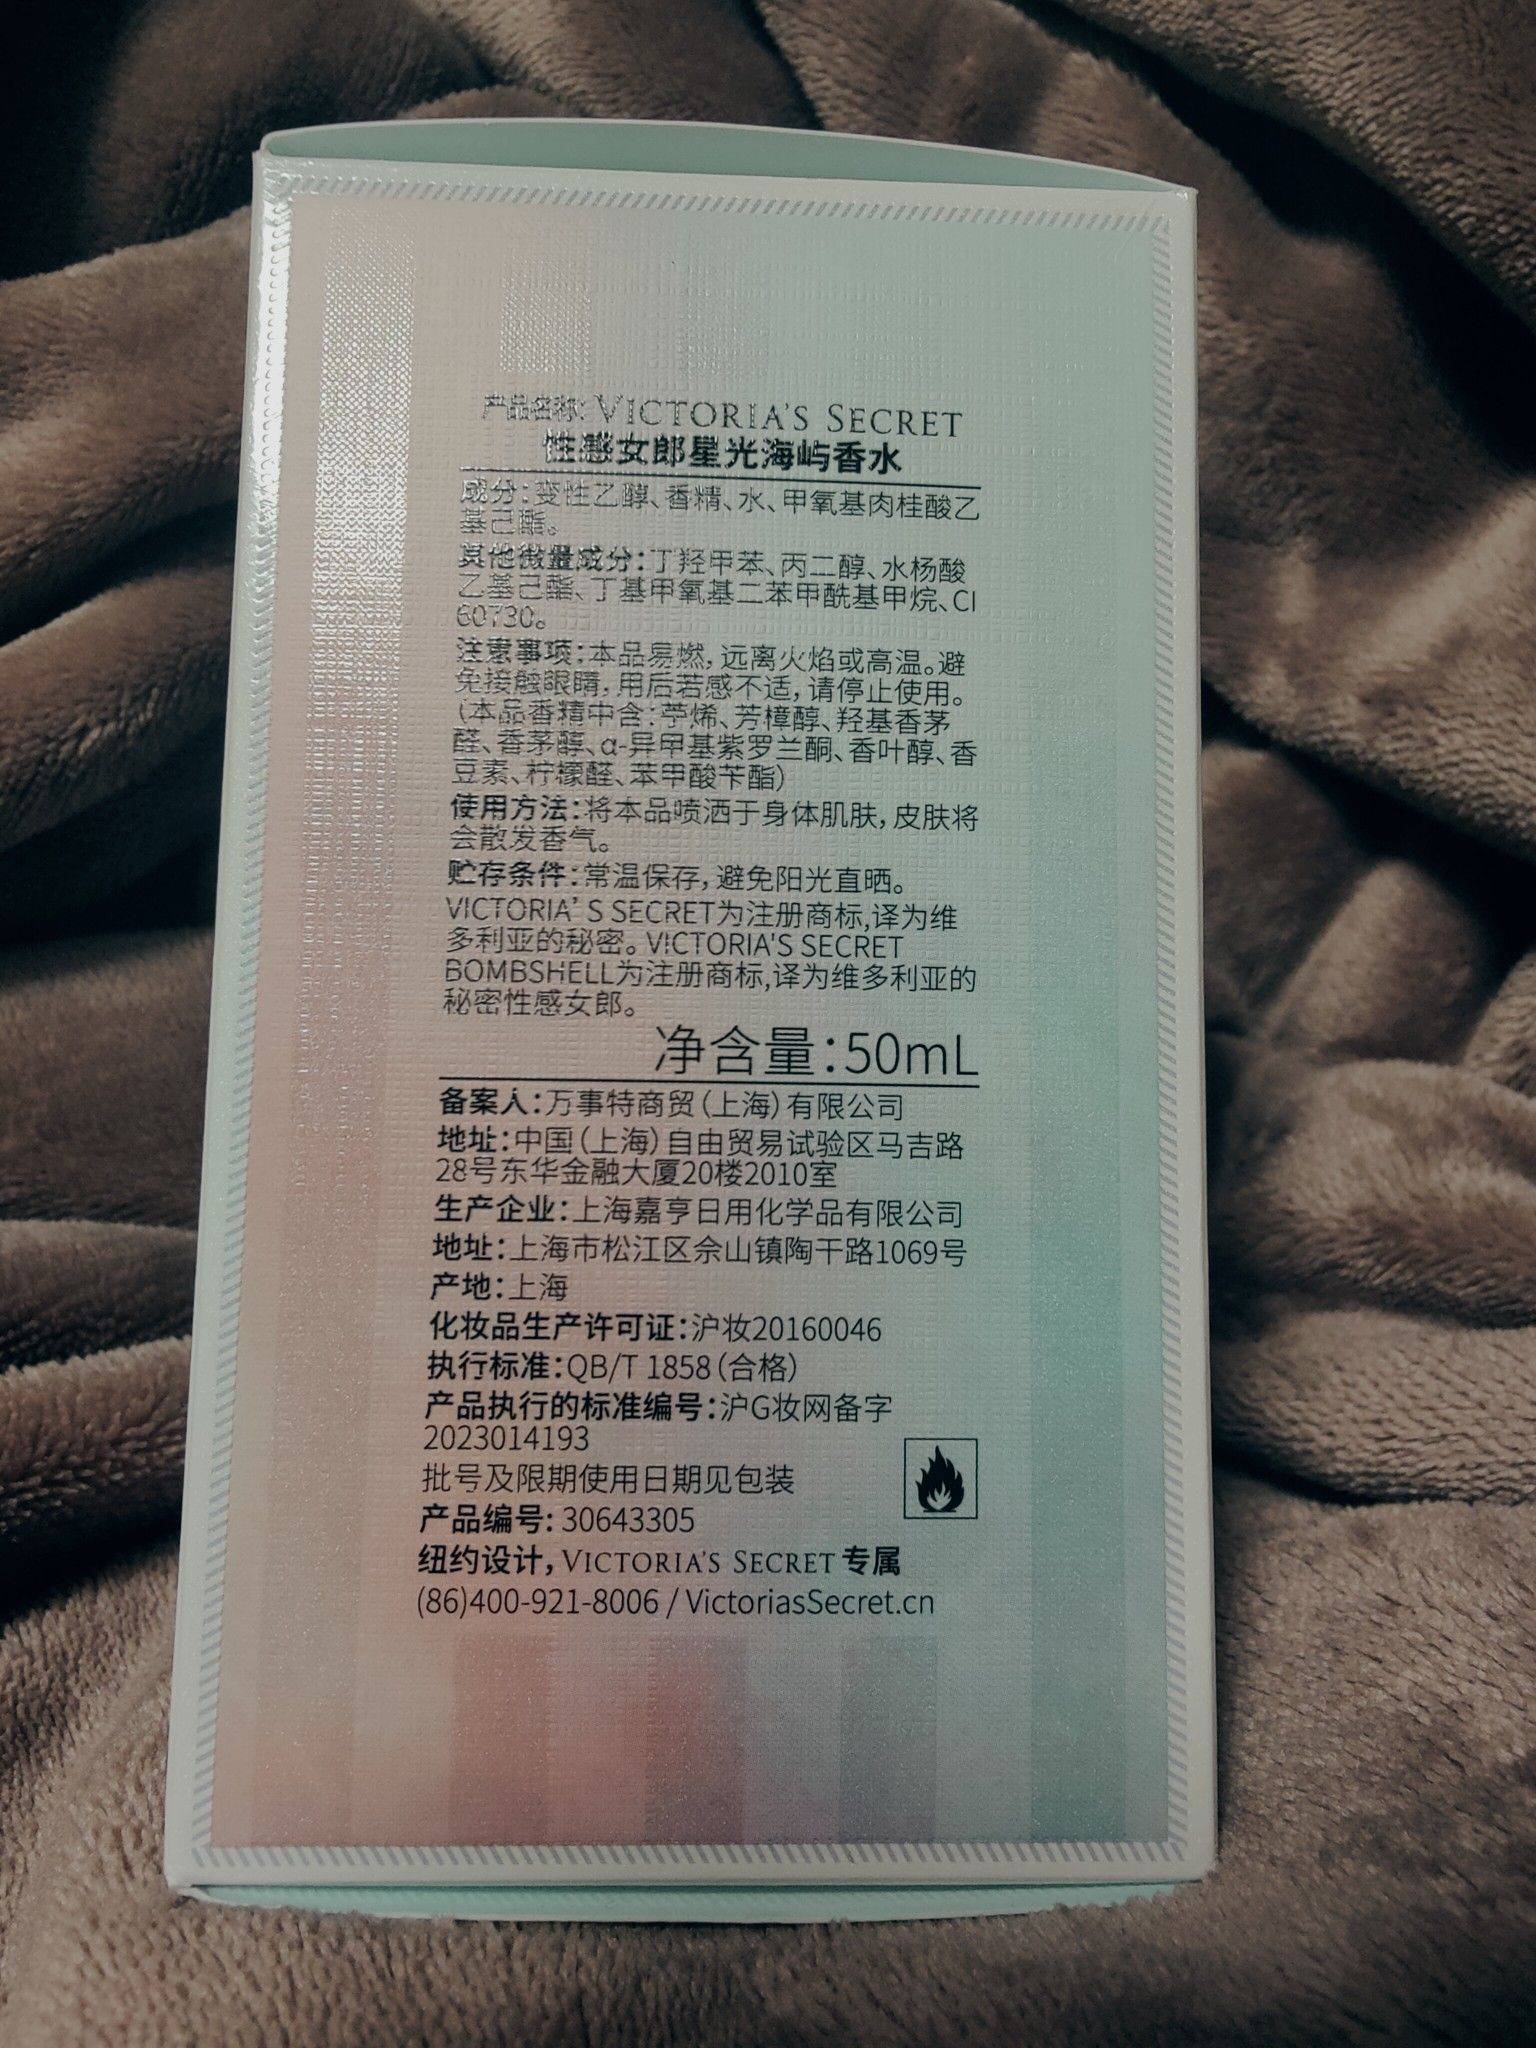 产品名称: VICTORIA'S SECRET
性感女郎星光海屿香水
成分:变性乙醇、香精、水、甲氧基肉桂酸乙
基己酯。
其他微量成分:丁羟甲苯、丙二醇、水杨酸
乙基己酯、丁基甲氧基二苯甲酰基甲烷、CI
60730。
注意事项:本品易燃,远离火焰或高温。避
免接触眼睛,用后若感不适,请停止使用。
(本品香精中含:苧烯、芳樟醇、羟基香茅
醛、香茅醇、α-异甲基紫罗兰酮、香叶醇、香
豆素、柠檬醛、苯甲酸苄酯)
使用方法:将本品喷洒于身体肌肤,皮肤将
会散发香气。
贮存条件:常温保存,避免阳光直晒。
VICTORIA’S SECRET为注册商标,译为维
多利亚的秘密。VICTORIA'S SECRET
BOMBSHELL为注册商标,译为维多利亚的
秘密性感女郎。
净含量:50mL
备案人:万事特商贸(上海)有限公司
地址:中国(上海)自由贸易试验区马吉路
28号东华金融大厦20楼2010室
生产企业:上海嘉亨日用化学品有限公司
地址:上海市松江区佘山镇陶干路1069号
产地:上海
化妆品生产许可证:沪妆20160046
执行标准:QB/T 1858(合格)
产品执行的标准编号:沪G妆网备字
2023014193
批号及限期使用日期见包装
产品编号: 30643305
纽约设计, VICTORIA'S SECRET 专属
(86)400-921-8006 / VictoriasSecret.cn